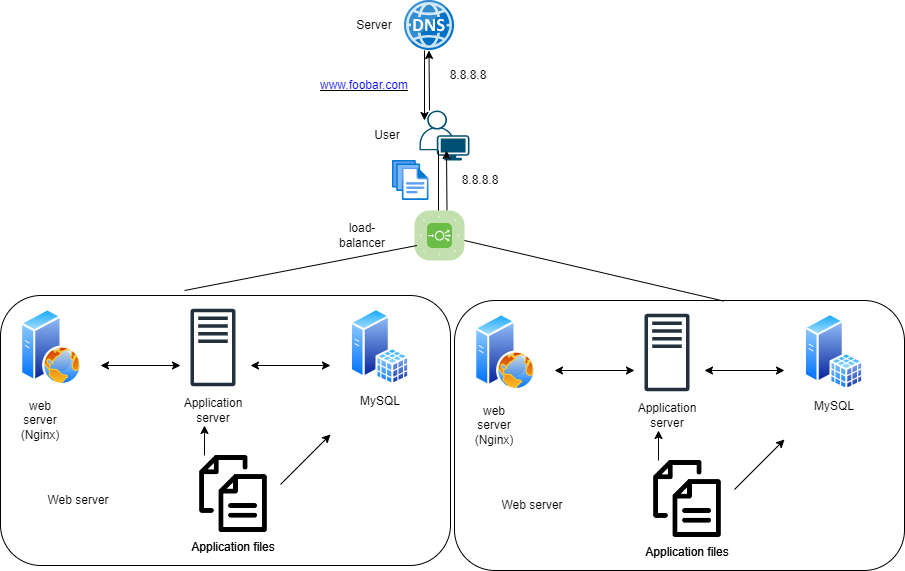 Server
DNS
www.foobar.com
8.8.8.8
User
8.8.8.8
load-
balancer
web
server
(Nginx)
Application
server
MySQL
Web server
Application files
web
server
(Nginx)
Application
server
MySQL
Web server
Application files